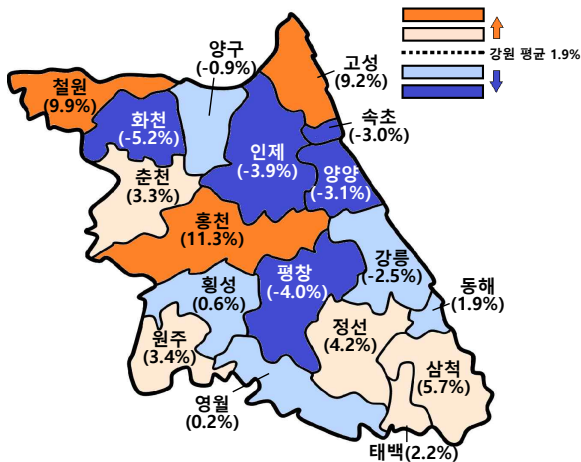 강원 평균 1.9%
양구
(-0.9%)
고성
(9.2%)
철원
(9.9%)
화천
(-5.2%)
속초
(-3.0%)
인제
(-3.9%)
양양
(-3.1%)
춘천
(3.3%)
홍천
(11.3%)
강릉
(-2.5%)
평창
(-4.0%)
횡성
(0.6%)
동해
(1.9%)
정선
(4.2%)
원주
(3.4%)
삼척
(5.7%)
영월
(0.2%)
태백(2.2%)